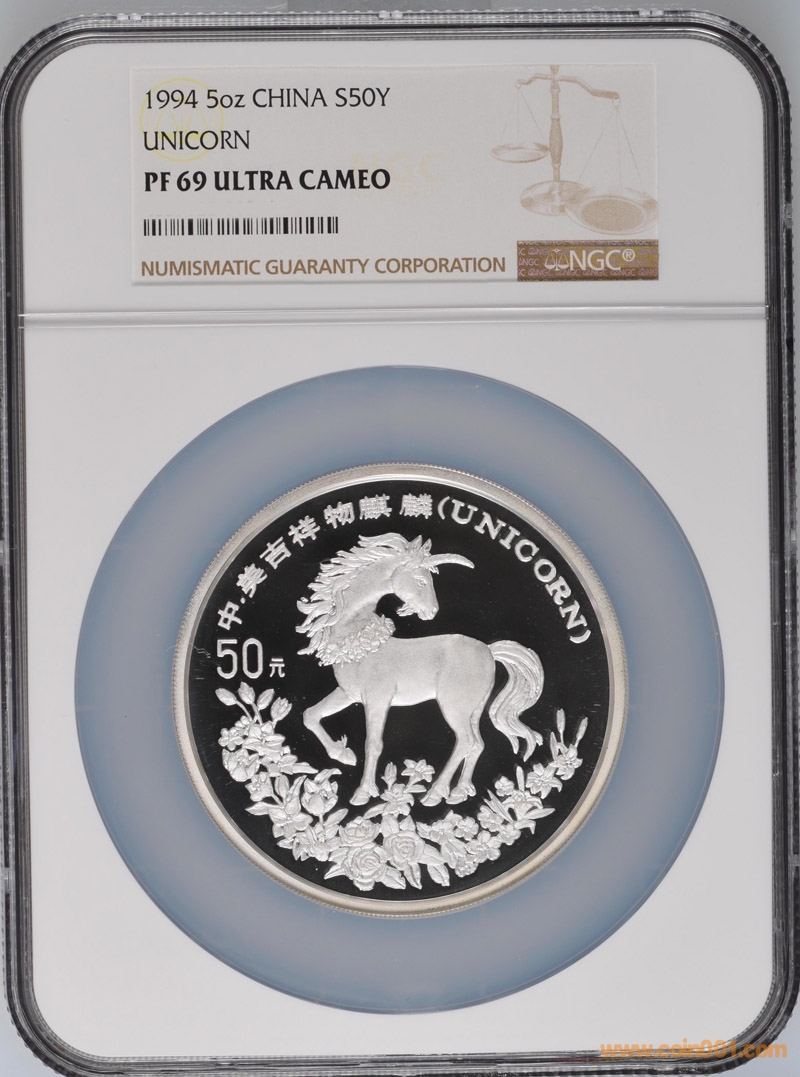 1994 5oz CHINA S50Y
UNICORN
PF 69 ULTRA CAMEO
NUMISMATIC GUARANTY CORPORATION
NGC®
中·美吉祥物麒麟(UNICORN)
50元
www.coin001.com